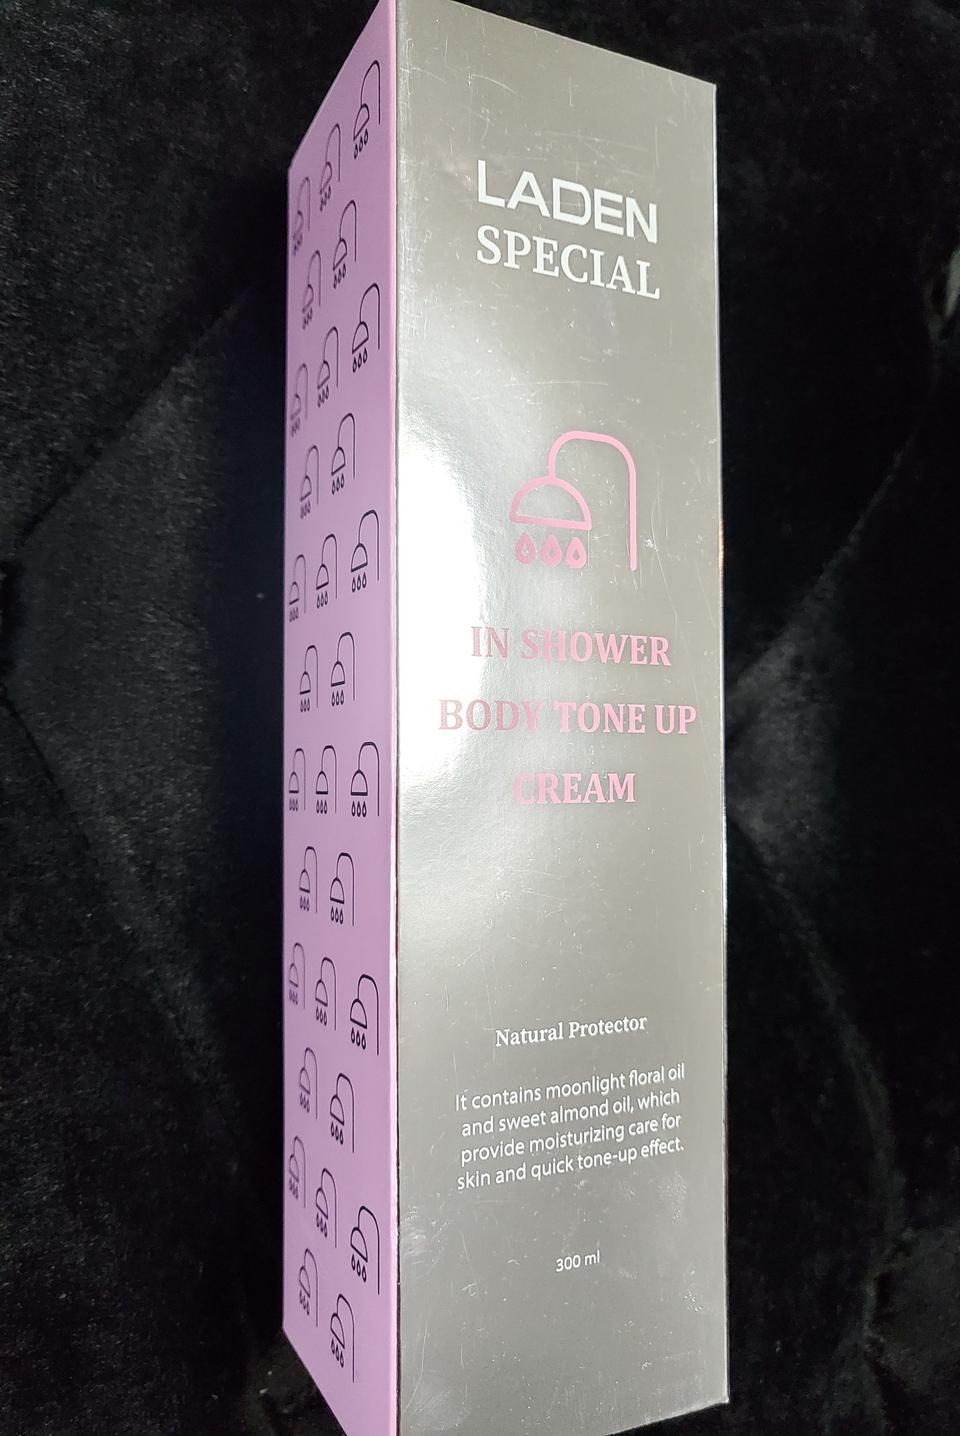 LADEN
SPECIAL
IN SHOWER
BODY TONE UP
CREAM
Natural Protector
It contains moonlight floral oil
and sweet almond oil, which
provide moisturizing care for
skin and quick tone-up effect.
300 ml